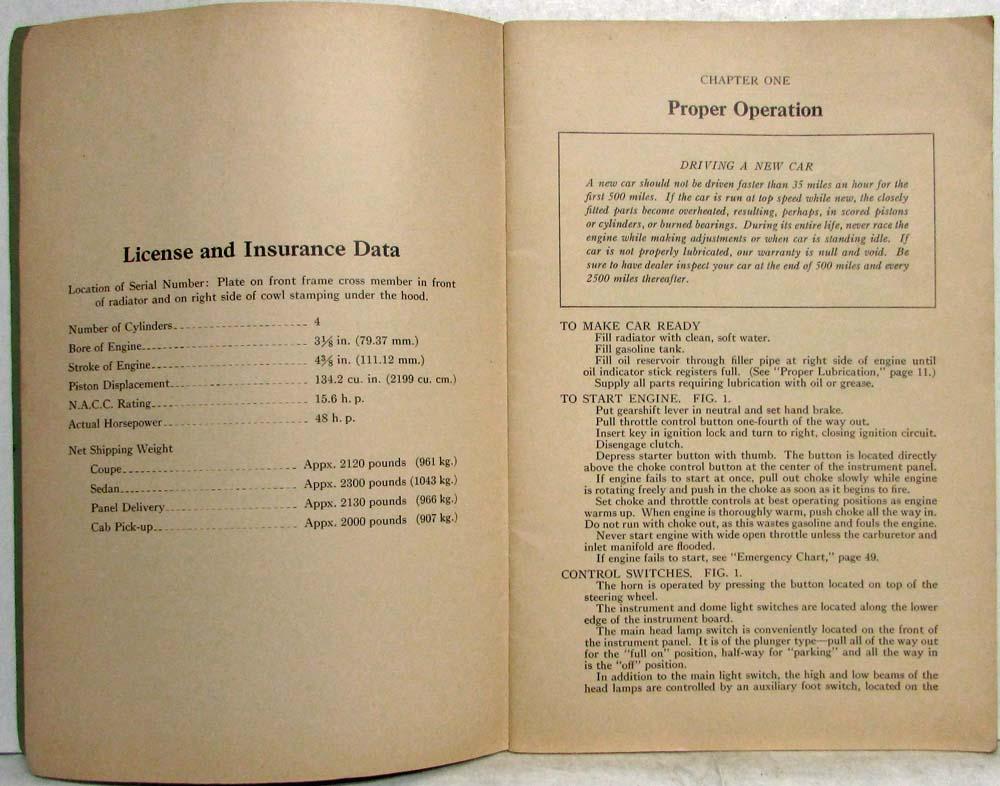 License and Insurance Data
Location of Serial Number: Plate on front frame cross member in front
of radiator and on right side of cowl stamping under the hood.
Number of Cylinders 4
Bore of Engine 3⅛ in. (79.37 mm.)
Stroke of Engine 4⅜ in. (111.12 mm.)
Piston Displacement 134.2 cu. in. (2199 cu. cm.)
N.A.C.C. Rating 15.6 h. p.
Actual Horsepower 48 h. p.
Net Shipping Weight
Coupe Appx. 2120 pounds (961 kg.)
Sedan Appx. 2300 pounds (1043 kg.)
Panel Delivery Appx. 2130 pounds (966 kg.)
Cab Pick-up Appx. 2000 pounds (907 kg.)
CHAPTER ONE
Proper Operation
DRIVING A NEW CAR
A new car should not be driven faster than 35 miles an hour for the
first 500 miles. If the car is run at top speed while new, the closely
fitted parts become overheated, resulting, perhaps, in scored pistons
or cylinders, or burned bearings. During its entire life, never race the
engine while making adjustments or when car is standing idle. If
car is not properly lubricated, our warranty is null and void. Be
sure to have dealer inspect your car at the end of 500 miles and every
2500 miles thereafter.
TO MAKE CAR READY
Fill radiator with clean, soft water.
Fill gasoline tank.
Fill oil reservoir through filler pipe at right side of engine until
oil indicator stick registers full. (See "Proper Lubrication," page 11.)
Supply all parts requiring lubrication with oil or grease.
TO START ENGINE. FIG. 1.
Put gearshift lever in neutral and set hand brake.
Pull throttle control button one-fourth of the way out.
Insert key in ignition lock and turn to right, closing ignition circuit.
Disengage clutch.
Depress starter button with thumb. The button is located directly
above the choke control button at the center of the instrument panel.
If engine fails to start at once, pull out choke slowly while engine
is rotating freely and push in the choke as soon as it begins to fire.
Set choke and throttle controls at best operating positions as engine
warms up. When engine is thoroughly warm, push choke all the way in.
Do not run with choke out, as this wastes gasoline and fouls the engine.
Never start engine with wide open throttle unless the carburetor and
inlet manifold are flooded.
If engine fails to start, see "Emergency Chart," page 49.
CONTROL SWITCHES. FIG. 1.
The horn is operated by pressing the button located on top of the
steering wheel.
The instrument and dome light switches are located along the lower
edge of the instrument board.
The main head lamp switch is conveniently located on the front of
the instrument panel. It is of the plunger type—pull all of the way out
for the "full on" position, half-way for "parking" and all the way in
is the "off" position.
In addition to the main light switch, the high and low beams of the
head lamps are controlled by an auxiliary foot switch, located on the